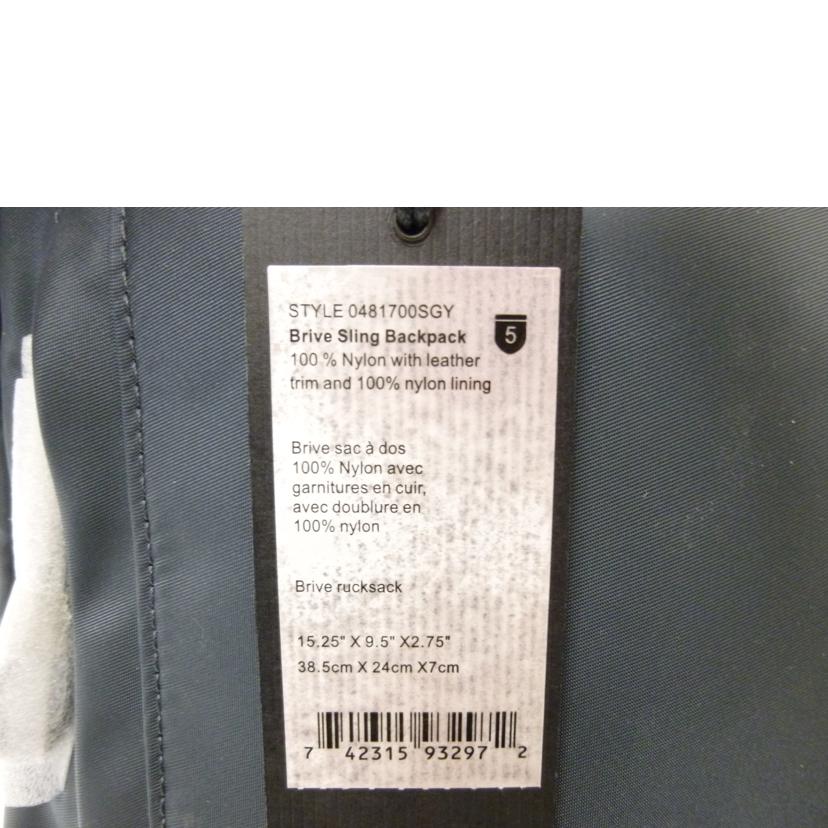 STYLE 0481700SGY
Brive Sling Backpack
5
100 % Nylon with leather
trim and 100% nylon lining
Brive sac à dos
100% Nylon avec
garnitures en cuir,
avec doublure en
100% nylon
Brive rucksack
15.25" X 9.5" X2.75"
38.5cm X 24cm X7cm
7 42315 93297 2